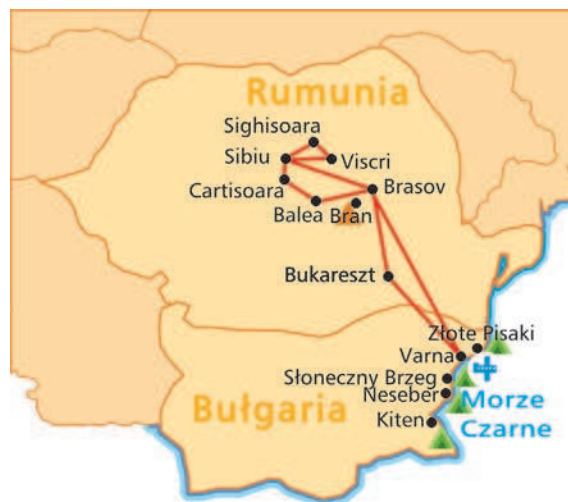 Rumunia
Sighisoara
Sibiu
Viscri
Cartisoara
Brasov
Balea
Bran
Bukareszt
Złote Pisaki
Varna
Słoneczny Brzeg
Neseber
Bułgaria
Morze
Kiten
Czarne